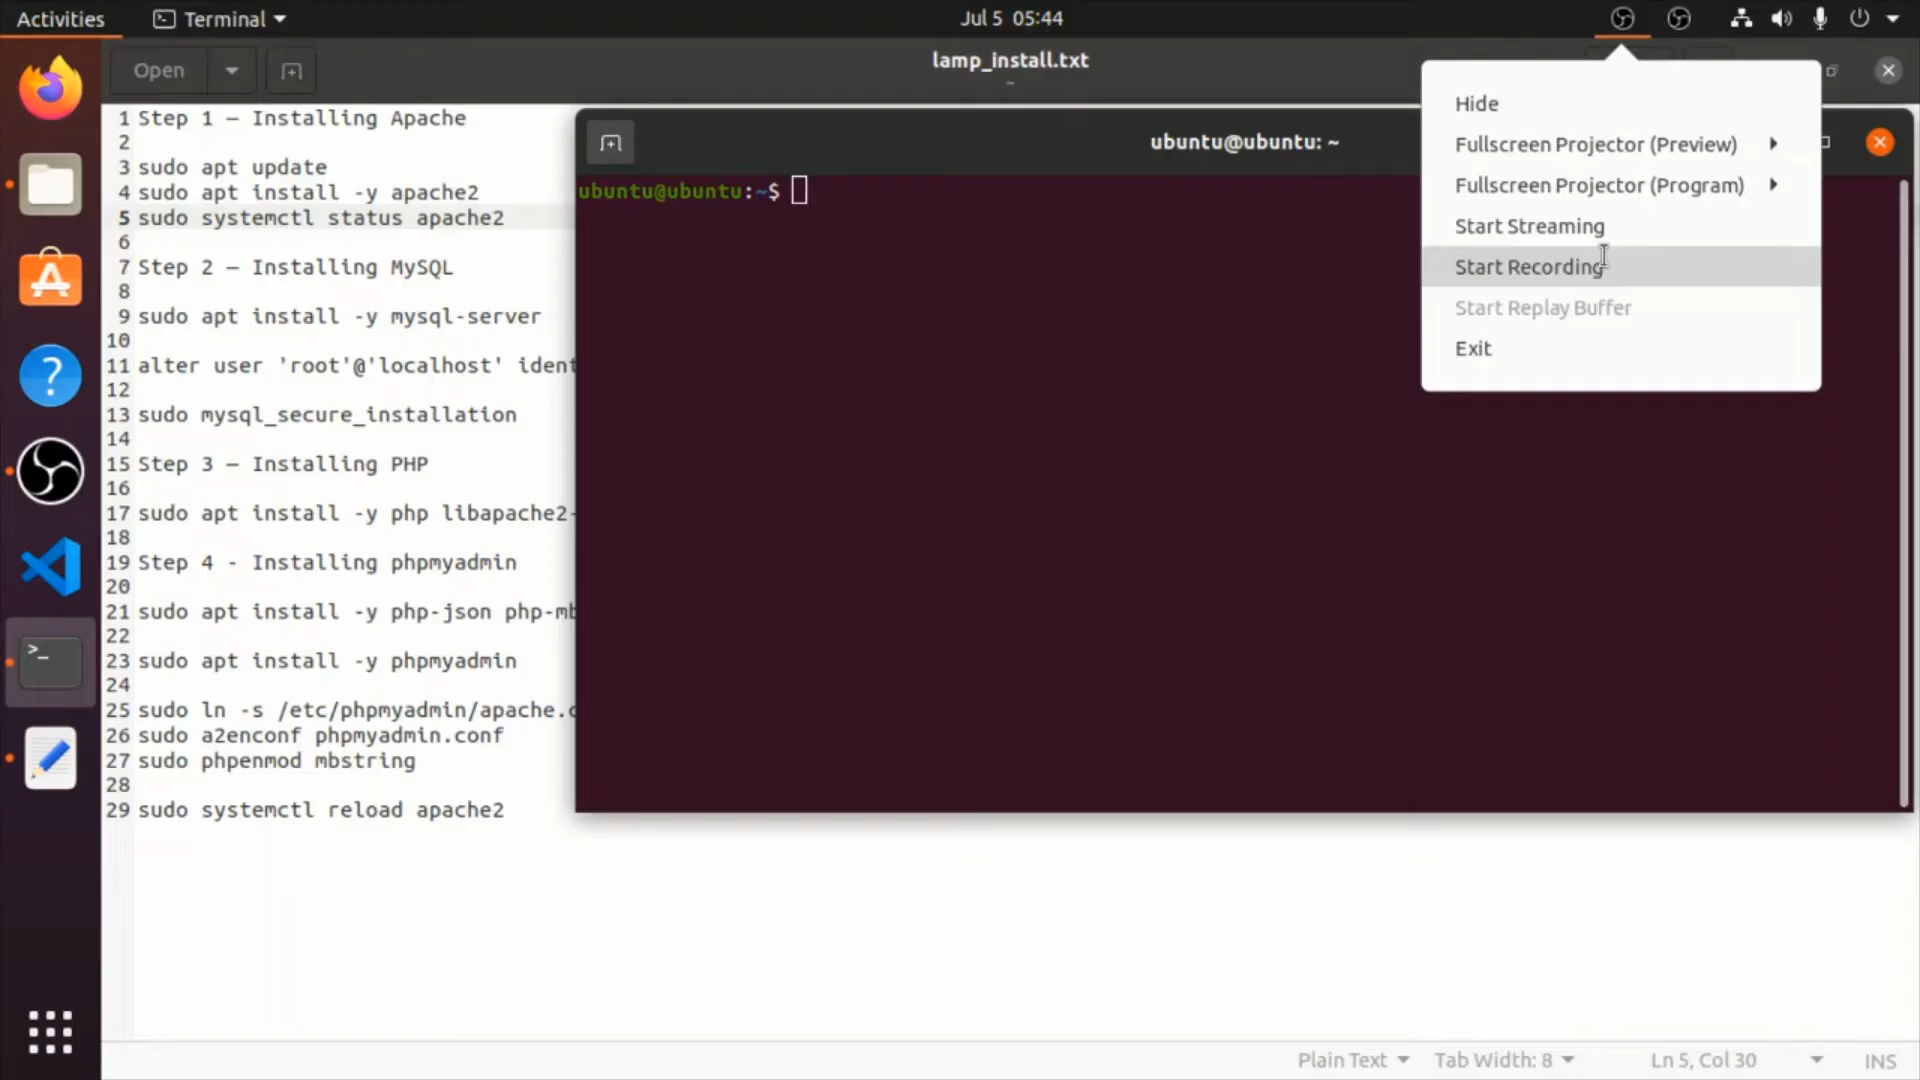 Activities
Terminal
Jul 5 05:44
Open
lamp_install.txt
~
1 Step 1 — Installing Apache
2
3 sudo apt update
4 sudo apt install -y apache2
5 sudo systemctl status apache2
6
7 Step 2 — Installing MySQL
8
9 sudo apt install -y mysql-server
10
11 alter user 'root'@'localhost' ident
12
13 sudo mysql_secure_installation
14
15 Step 3 — Installing PHP
16
17 sudo apt install -y php libapache2-
18
19 Step 4 - Installing phpmyadmin
20
21 sudo apt install -y php-json php-mb
22
23 sudo apt install -y phpmyadmin
24
25 sudo ln -s /etc/phpmyadmin/apache.c
26 sudo a2enconf phpmyadmin.conf
27 sudo phpenmod mbstring
28
29 sudo systemctl reload apache2
ubuntu@ubuntu: ~
ubuntu@ubuntu:~$
Hide
Fullscreen Projector (Preview)
Fullscreen Projector (Program)
Start Streaming
Start Recording
Start Replay Buffer
Exit
Plain Text
Tab Width: 8
Ln 5, Col 30
INS